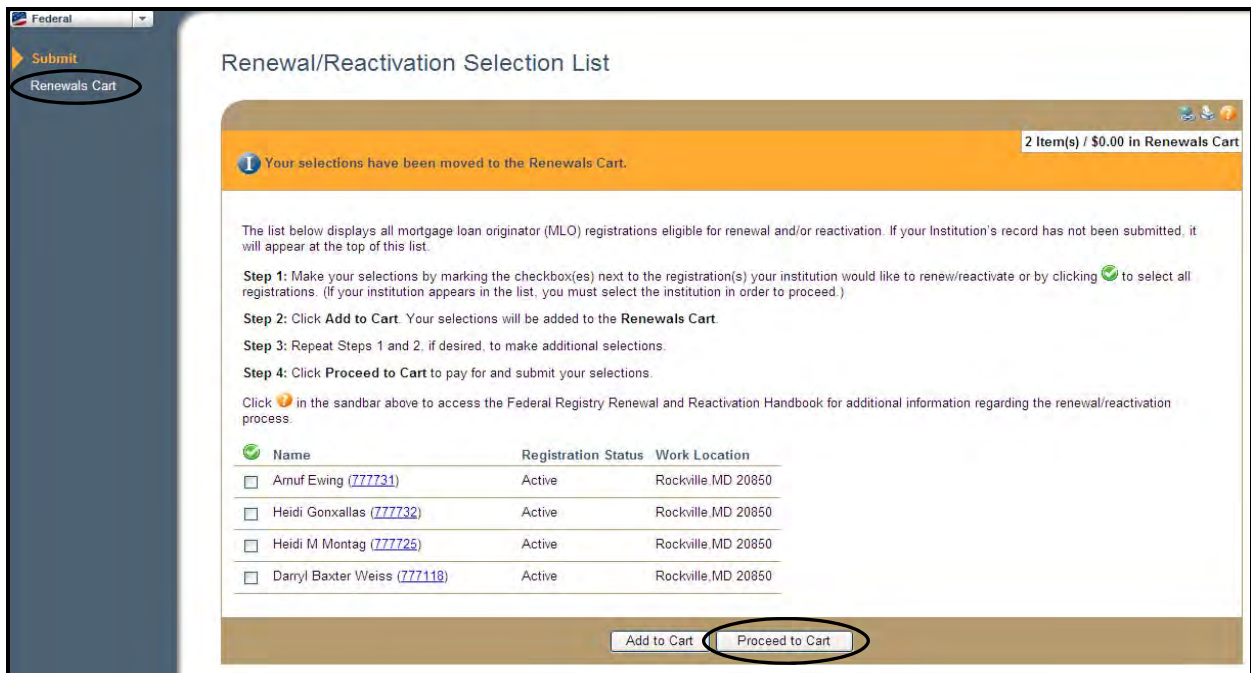 Federal
Submit
Renewals Cart
Renewal/Reactivation Selection List
2 Item(s) / $0.00 in Renewals Cart
Your selections have been moved to the Renewals Cart.
The list below displays all mortgage loan originator (MLO) registrations eligible for renewal and/or reactivation. If your Institution's record has not been submitted, it
will appear at the top of this list.
Step 1: Make your selections by marking the checkbox(es) next to the registration(s) your institution would like to renew/reactivate or by clicking to select all
registrations. (If your institution appears in the list, you must select the institution in order to proceed.)
Step 2: Click Add to Cart. Your selections will be added to the Renewals Cart.
Step 3: Repeat Steps 1 and 2, if desired, to make additional selections.
Step 4: Click Proceed to Cart to pay for and submit your selections.
Click in the sandbar above to access the Federal Registry Renewal and Reactivation Handbook for additional information regarding the renewal/reactivation
process.
Name Registration Status Work Location
Arnuf Ewing (777731) Active Rockville,MD 20850
Heidi Gonxallas (777732) Active Rockville,MD 20850
Heidi M Montag (777725) Active Rockville,MD 20850
Darryl Baxter Weiss (777118) Active Rockville,MD 20850
Add to Cart Proceed to Cart